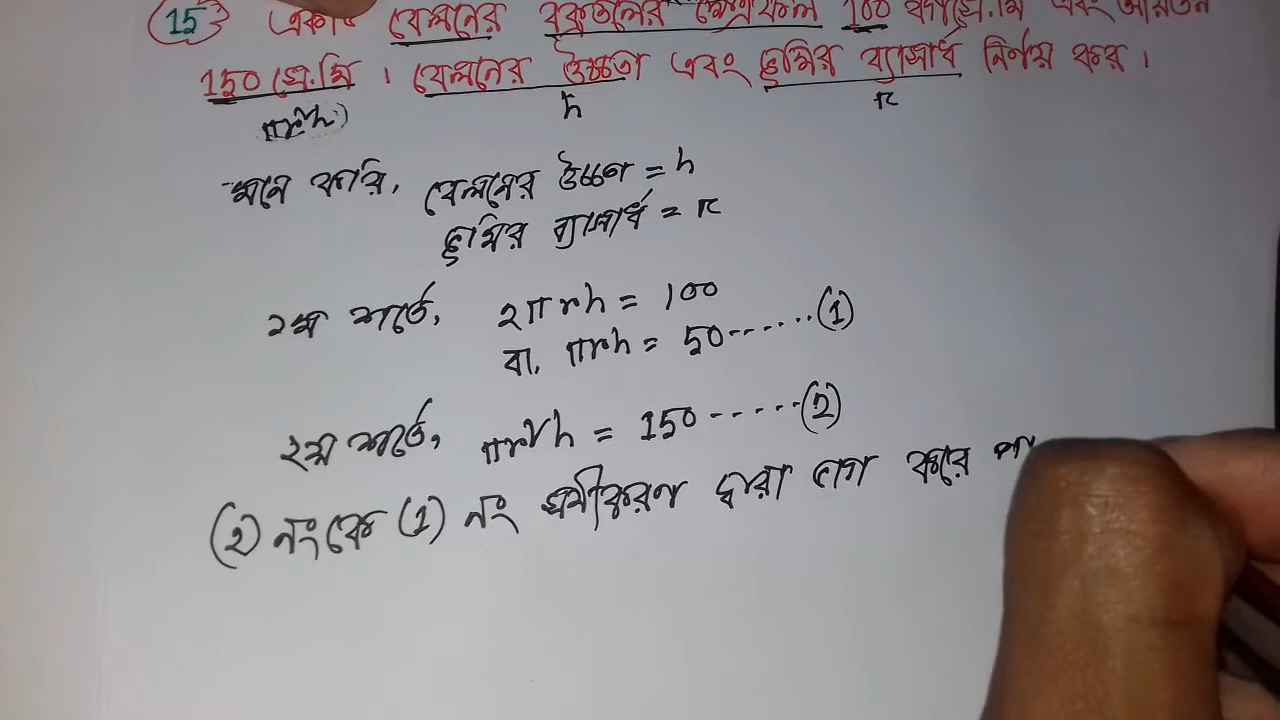 15 একটি বেলনের বক্রতলের ক্ষেত্রফল 100 বর্গসে.মি এবং আয়তন
150 সে.মি । বেলনের উচ্চতা এবং ভূমির ব্যাসার্ধ নির্ণয় কর ।
πr²h) h r
মনে করি, বেলনের উচ্চতা = h
ভূমির ব্যাসার্ধ = r
১ম শর্তে, 2πrh = 100
বা, πrh = 50 ...... (1)
২য় শর্তে, πr²h = 150 ...... (2)
(২) নংকে (1) নং সমীকরণ দ্বারা ভাগ করে